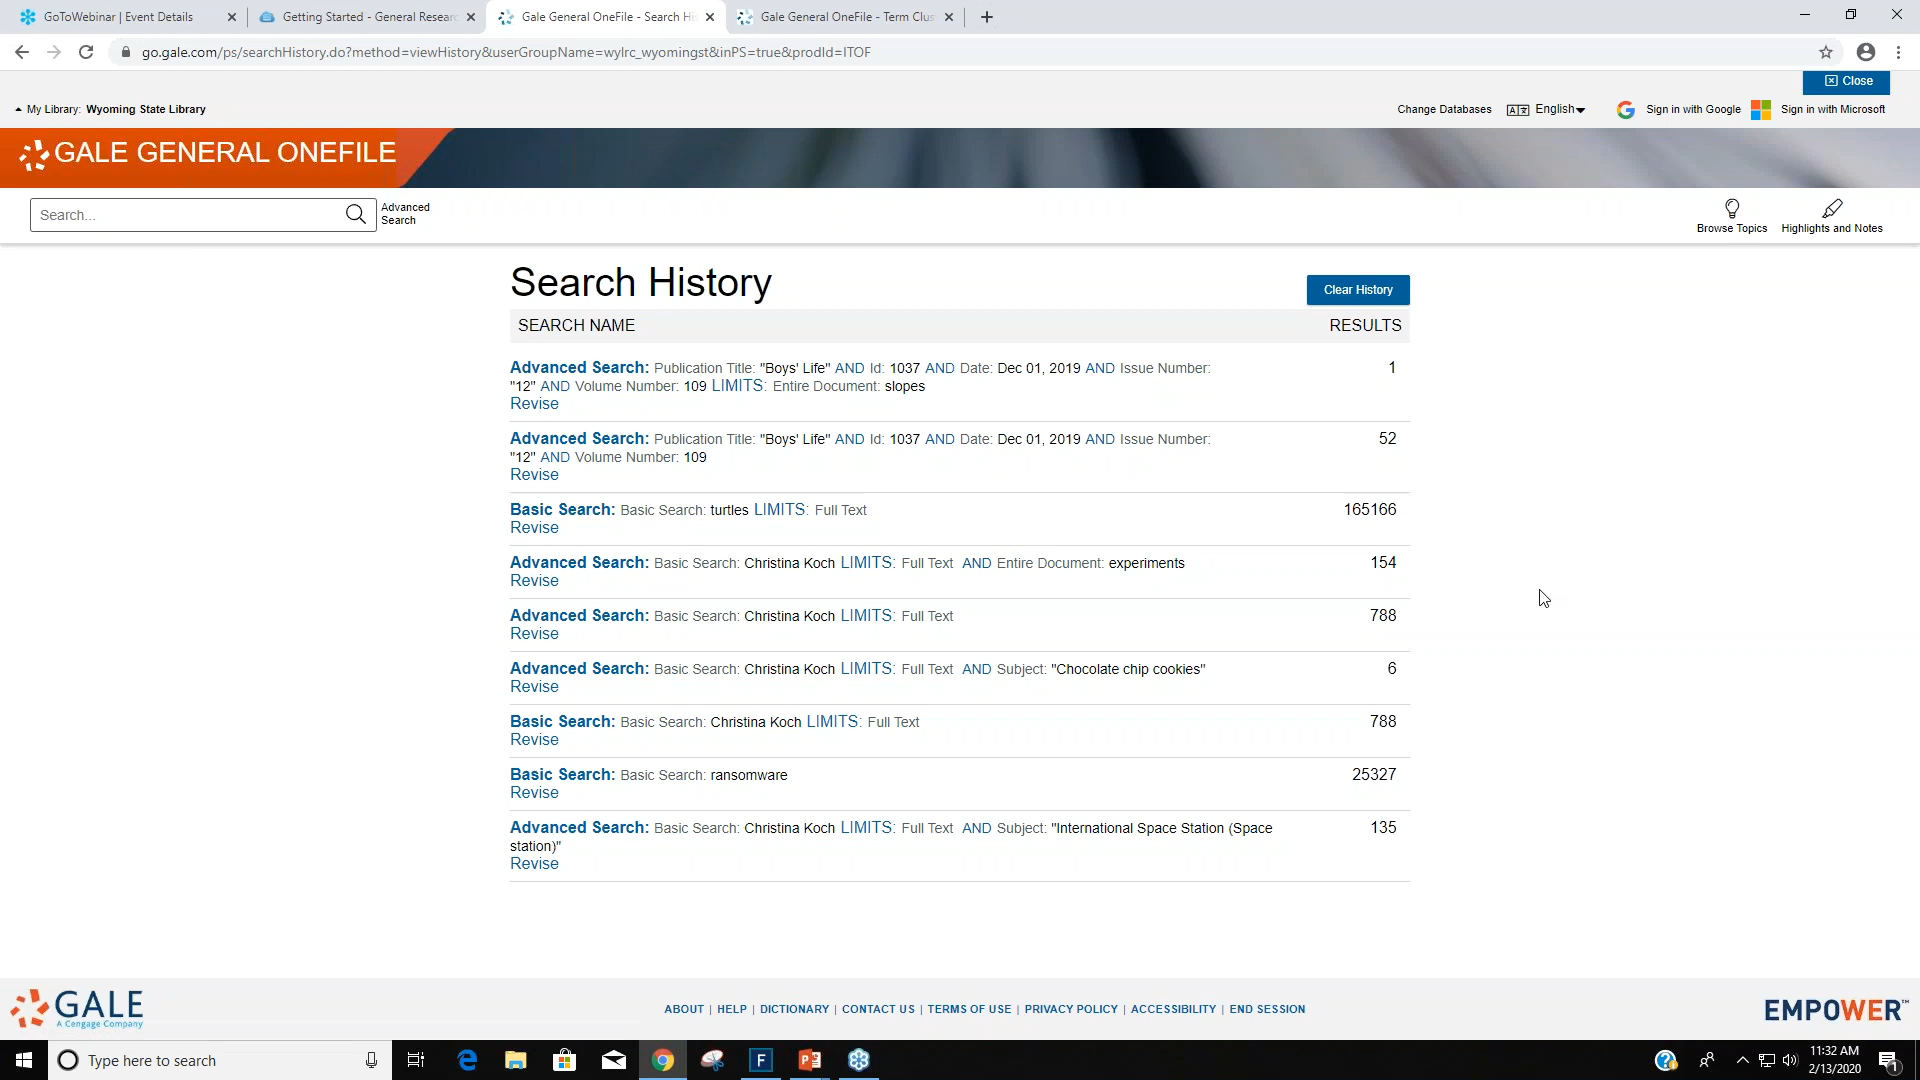 GoToWebinar | Event Details
Getting Started - General Researc
Gale General OneFile - Search Hi
Gale General OneFile - Term Clus
go.gale.com/ps/searchHistory.do?method=viewHistory&userGroupName=wylrc_wyomingst&inPS=true&prodId=ITOF
Close
My Library: Wyoming State Library
Change Databases
English
Sign in with Google
Sign in with Microsoft
GALE GENERAL ONEFILE
Search...
Advanced
Search
Browse Topics
Highlights and Notes
Search History
Clear History
SEARCH NAME RESULTS
Advanced Search: Publication Title: "Boys' Life" AND Id: 1037 AND Date: Dec 01, 2019 AND Issue Number: 1
"12" AND Volume Number: 109 LIMITS: Entire Document: slopes
Revise
Advanced Search: Publication Title: "Boys' Life" AND Id: 1037 AND Date: Dec 01, 2019 AND Issue Number: 52
"12" AND Volume Number: 109
Revise
Basic Search: Basic Search: turtles LIMITS: Full Text 165166
Revise
Advanced Search: Basic Search: Christina Koch LIMITS: Full Text AND Entire Document: experiments 154
Revise
Advanced Search: Basic Search: Christina Koch LIMITS: Full Text 788
Revise
Advanced Search: Basic Search: Christina Koch LIMITS: Full Text AND Subject: "Chocolate chip cookies" 6
Revise
Basic Search: Basic Search: Christina Koch LIMITS: Full Text 788
Revise
Basic Search: Basic Search: ransomware 25327
Revise
Advanced Search: Basic Search: Christina Koch LIMITS: Full Text AND Subject: "International Space Station (Space 135
station)"
Revise
GALE
A Cengage Company
ABOUT | HELP | DICTIONARY | CONTACT US | TERMS OF USE | PRIVACY POLICY | ACCESSIBILITY | END SESSION
EMPOWER™
Type here to search
11:32 AM
2/13/2020